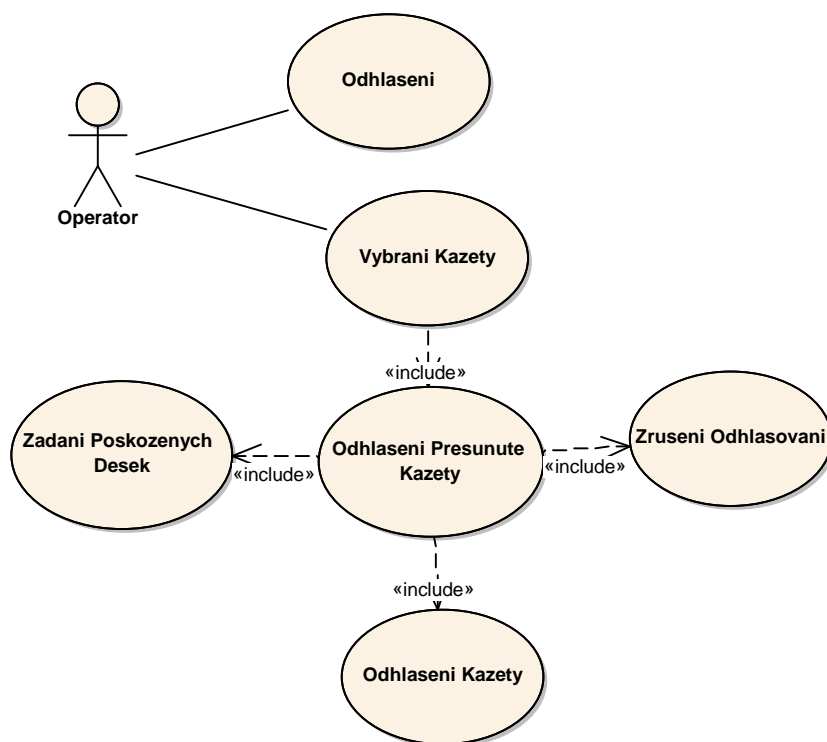 Odhlaseni
Operator
Vybrani Kazety
«include»
Zadani Poskozenych
Desek
«include»
Odhlaseni Presunute
Kazety
«include»
Zruseni Odhlasovani
«include»
Odhlaseni Kazety